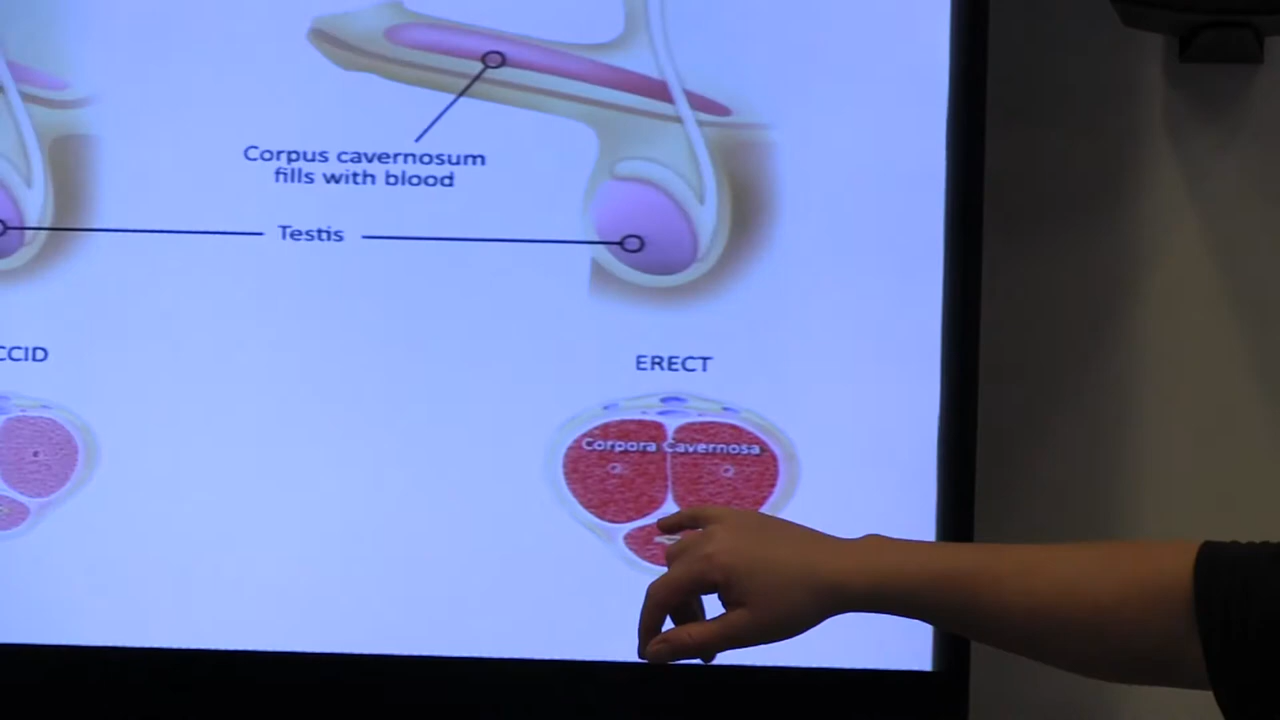 Corpus cavernosum
fills with blood
Testis
CCID
ERECT
Corpora Cavernosa